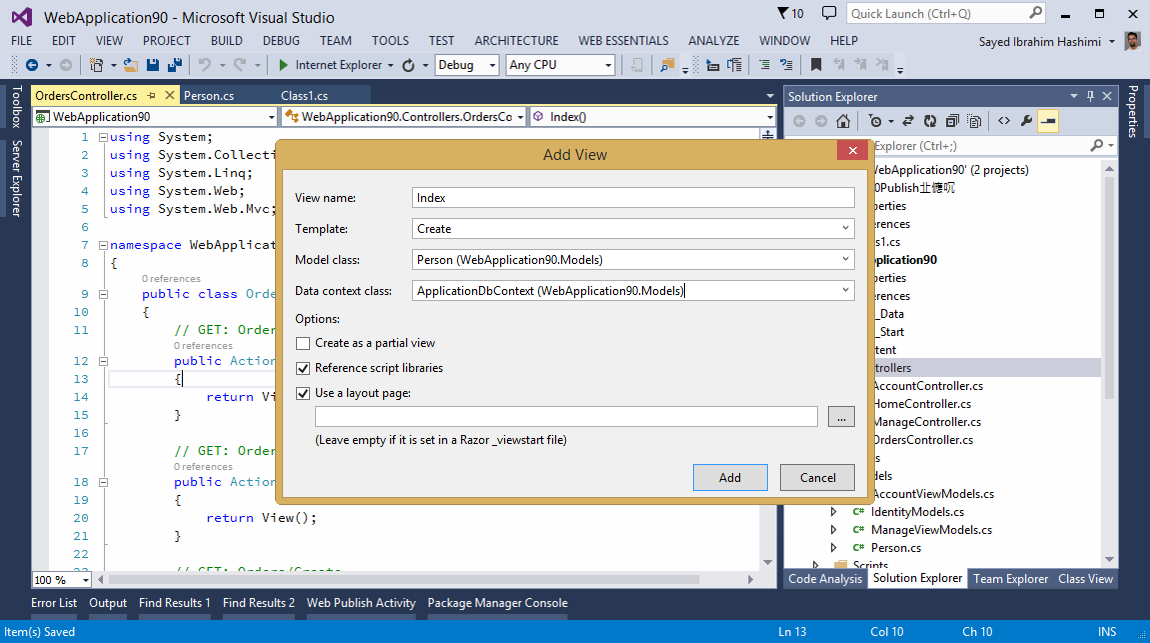 WebApplication90 - Microsoft Visual Studio
10
Quick Launch (Ctrl+Q)
FILE EDIT VIEW PROJECT BUILD DEBUG TEAM TOOLS TEST ARCHITECTURE WEB ESSENTIALS ANALYZE WINDOW HELP
Sayed Ibrahim Hashimi
Internet Explorer
Debug
Any CPU
Toolbox
Server Explorer
OrdersController.cs
Person.cs
Class1.cs
WebApplication90
WebApplication90.Controllers.OrdersCo
Index()
1 using System;
2 using System.Collecti
3 using System.Linq;
4 using System.Web;
5 using System.Web.Mvc;
6
7 namespace WebApplicat
8 {
0 references
9 public class Orde
10 {
11 // GET: Order
0 references
12 public Action
13 {
14 return Vi
15 }
16
17 // GET: Order
0 references
18 public Action
19 {
20 return View();
21 }
22
23 // GET: Orders/Create
100 %
Add View
View name:
Index
Template:
Create
Model class:
Person (WebApplication90.Models)
Data context class:
ApplicationDbContext (WebApplication90.Models)
Options:
Create as a partial view
Reference script libraries
Use a layout page:
...
(Leave empty if it is set in a Razor _viewstart file)
Add
Cancel
Solution Explorer
Explorer (Ctrl+;)
WebApplication90' (2 projects)
perties
erences
s1.cs
plication90
perties
erences
_Data
_Start
tent
trollers
AccountController.cs
HomeController.cs
ManageController.cs
OrdersController.cs
s
dels
AccountViewModels.cs
C# IdentityModels.cs
C# ManageViewModels.cs
C# Person.cs
Scripts
Code Analysis
Solution Explorer
Team Explorer
Class View
Properties
Error List
Output
Find Results 1
Find Results 2
Web Publish Activity
Package Manager Console
Item(s) Saved
Ln 13
Col 10
Ch 10
INS